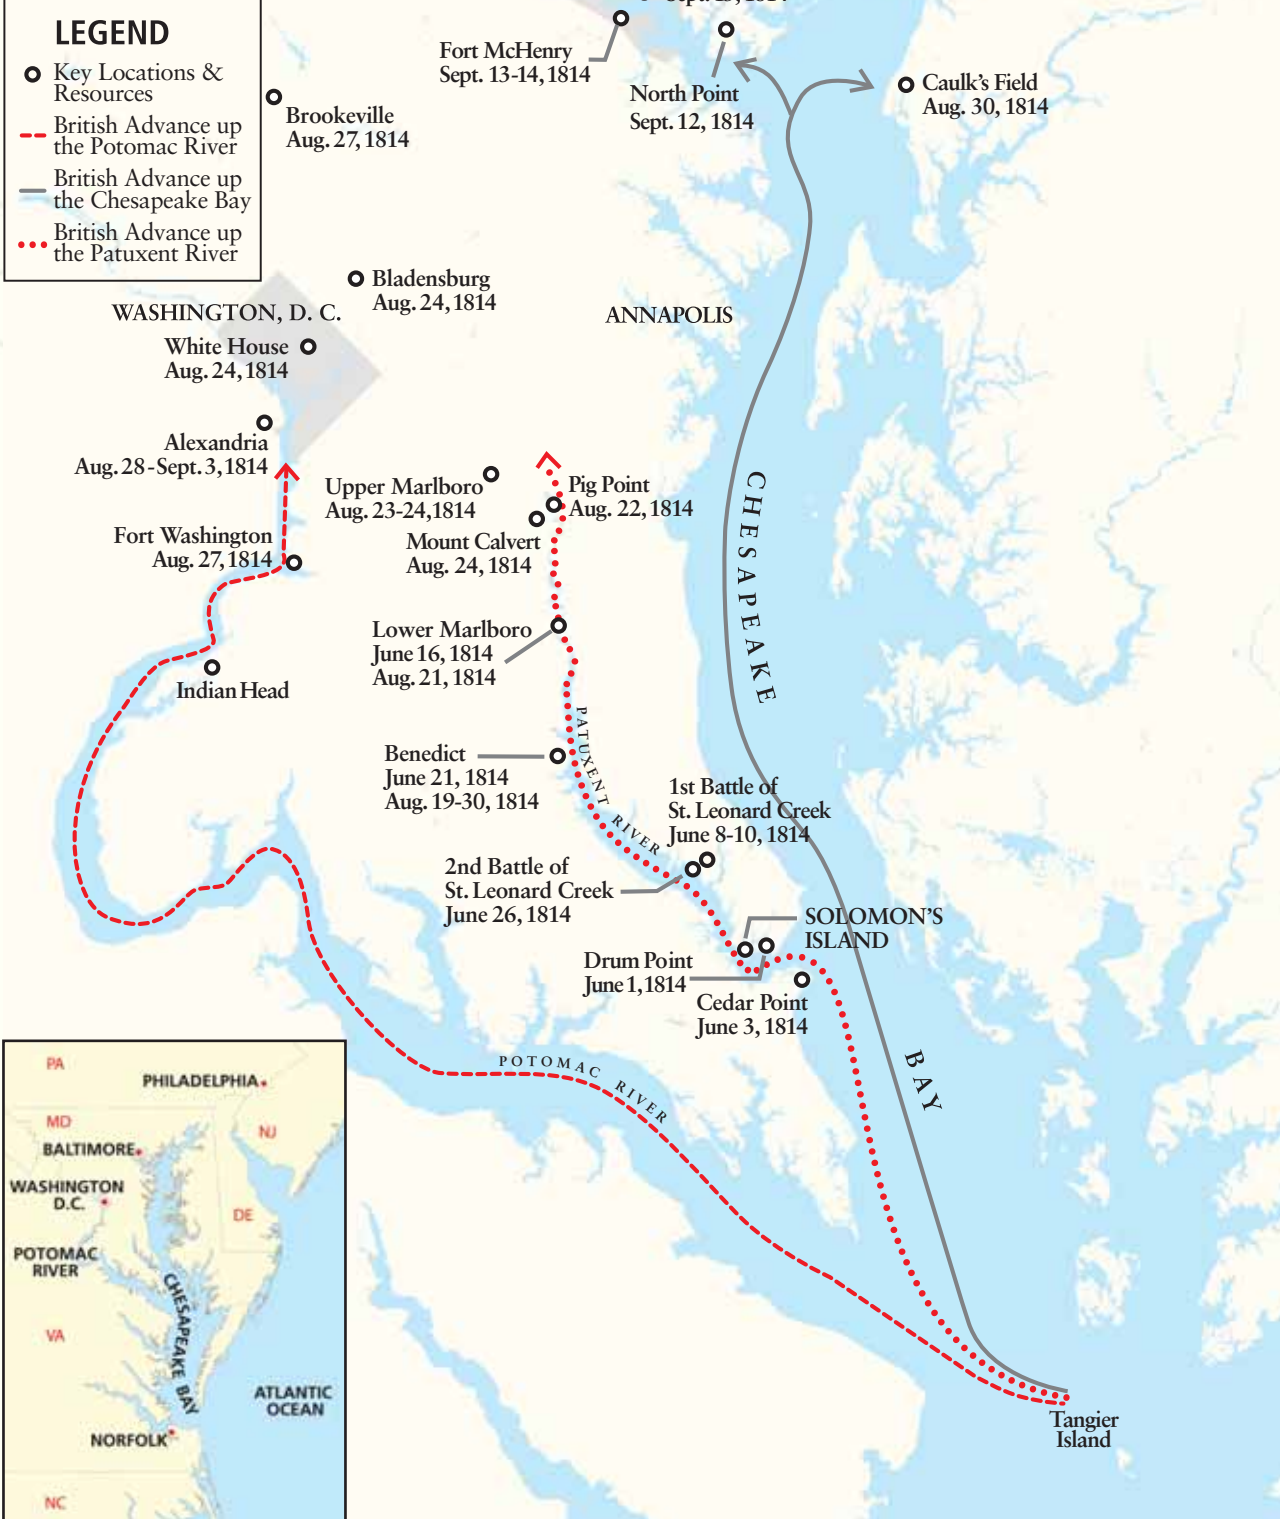 LEGEND
Key Locations &
Resources
British Advance up
the Potomac River
British Advance up
the Chesapeake Bay
British Advance up
the Patuxent River
Fort McHenry
Sept. 13-14, 1814
North Point
Sept. 12, 1814
Caulk's Field
Aug. 30, 1814
Brookeville
Aug. 27, 1814
Bladensburg
Aug. 24, 1814
WASHINGTON, D. C.
White House
Aug. 24, 1814
ANNAPOLIS
Alexandria
Aug. 28-Sept. 3, 1814
Upper Marlboro
Aug. 23-24, 1814
Pig Point
Aug. 22, 1814
Fort Washington
Aug. 27, 1814
Mount Calvert
Aug. 24, 1814
CHESAPEAKE
Lower Marlboro
June 16, 1814
Aug. 21, 1814
Indian Head
PATUXENT RIVER
Benedict
June 21, 1814
Aug. 19-30, 1814
1st Battle of
St. Leonard Creek
June 8-10, 1814
2nd Battle of
St. Leonard Creek
June 26, 1814
SOLOMON'S
ISLAND
Drum Point
June 1, 1814
Cedar Point
June 3, 1814
BAY
POTOMAC RIVER
Tangier
Island
PA
PHILADELPHIA
MD
NJ
BALTIMORE
WASHINGTON
D.C.
DE
POTOMAC
RIVER
CHESAPEAKE BAY
VA
ATLANTIC
OCEAN
NORFOLK
NC